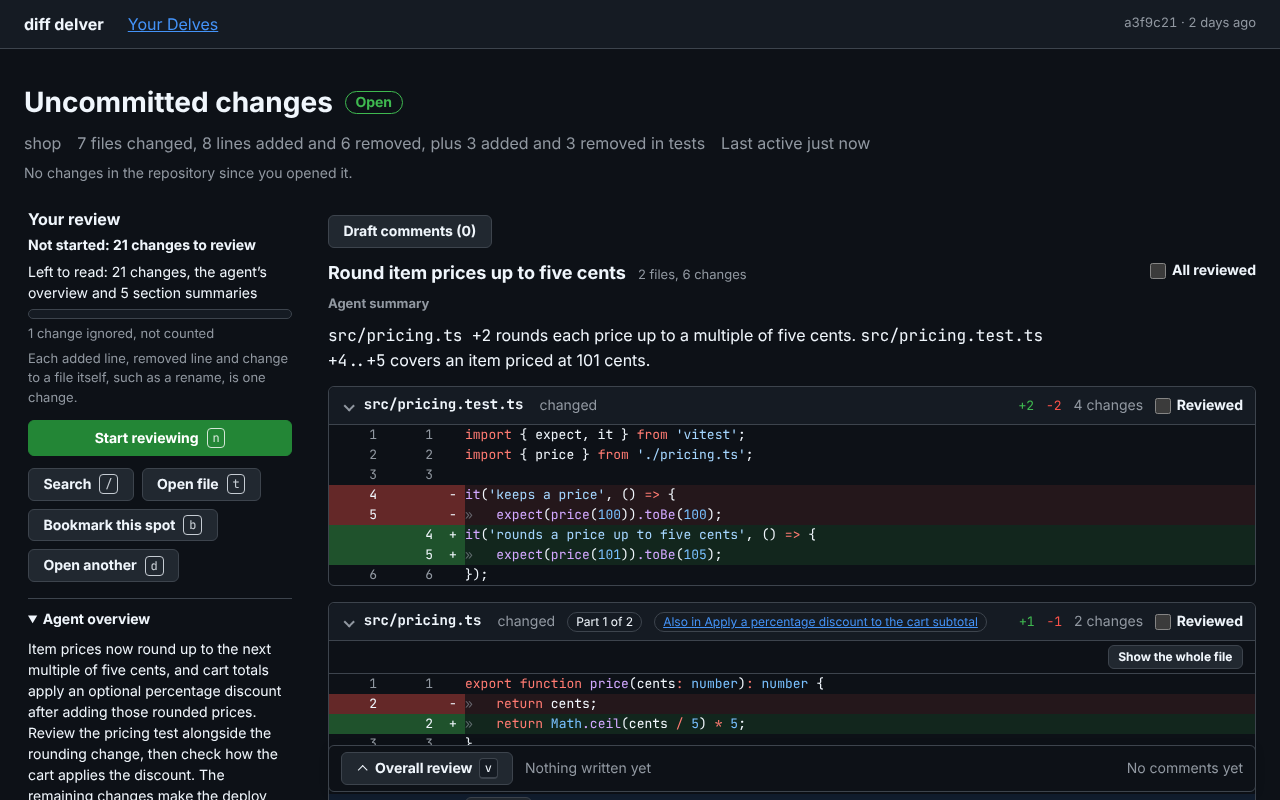 diff delver Your Delves a3f9c21 · 2 days ago
Uncommitted changes Open
shop 7 files changed, 8 lines added and 6 removed, plus 3 added and 3 removed in tests Last active just now
No changes in the repository since you opened it.
Your review
Not started: 21 changes to review
Left to read: 21 changes, the agent's
overview and 5 section summaries
1 change ignored, not counted
Each added line, removed line and change
to a file itself, such as a rename, is one
change.
Start reviewing n
Search / Open file t
Bookmark this spot b
Open another d
Agent overview
Item prices now round up to the next
multiple of five cents, and cart totals
apply an optional percentage discount
after adding those rounded prices.
Review the pricing test alongside the
rounding change, then check how the
cart applies the discount. The
remaining changes make the deploy
Draft comments (0)
Round item prices up to five cents 2 files, 6 changes All reviewed
Agent summary
src/pricing.ts +2 rounds each price up to a multiple of five cents. src/pricing.test.ts
+4..+5 covers an item priced at 101 cents.
src/pricing.test.ts changed +2 -2 4 changes Reviewed
1 1 import { expect, it } from 'vitest';
2 2 import { price } from './pricing.ts';
3 3
4 - it('keeps a price', () => {
5 - » expect(price(100)).toBe(100);
4 + it('rounds a price up to five cents', () => {
5 + » expect(price(101)).toBe(105);
6 6 });
src/pricing.ts changed Part 1 of 2 Also in Apply a percentage discount to the cart subtotal +1 -1 2 changes Reviewed
Show the whole file
1 1 export function price(cents: number): number {
2 - » return cents;
2 + » return Math.ceil(cents / 5) * 5;
3 3 }
Overall review v Nothing written yet No comments yet